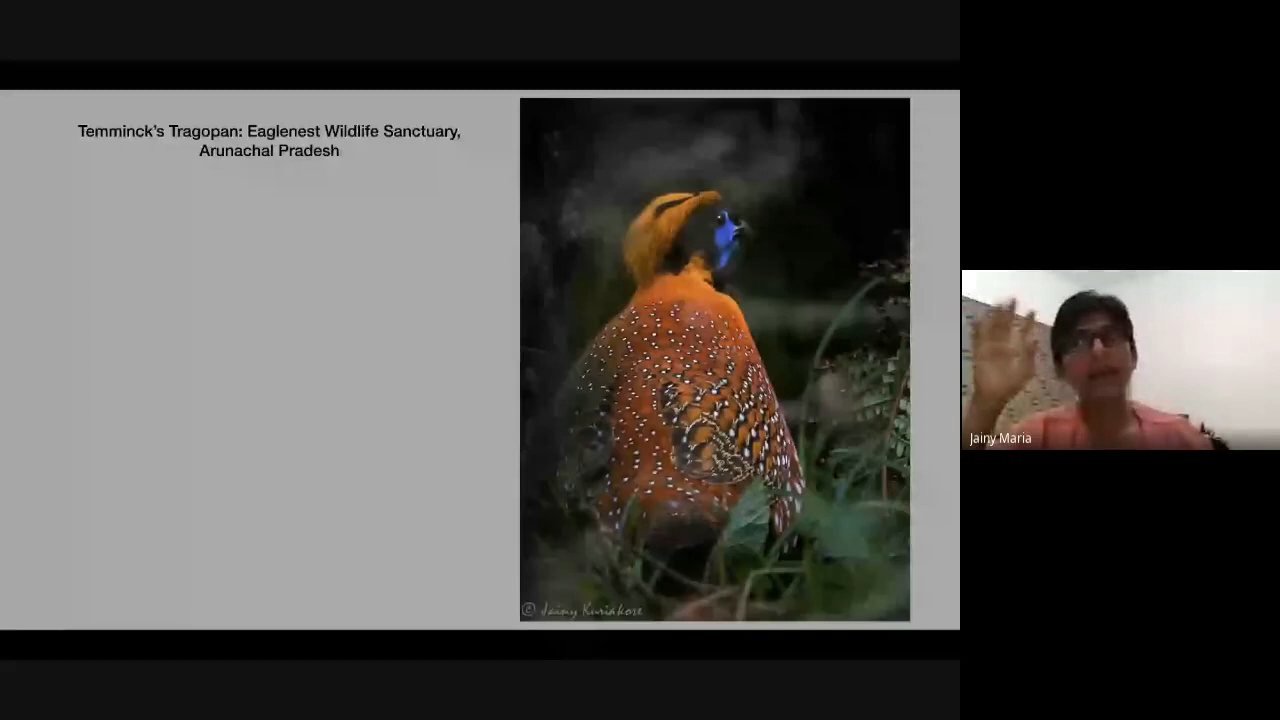 Temminck's Tragopan: Eaglenest Wildlife Sanctuary,
Arunachal Pradesh
© Jainy Kuriakose
Jainy Maria